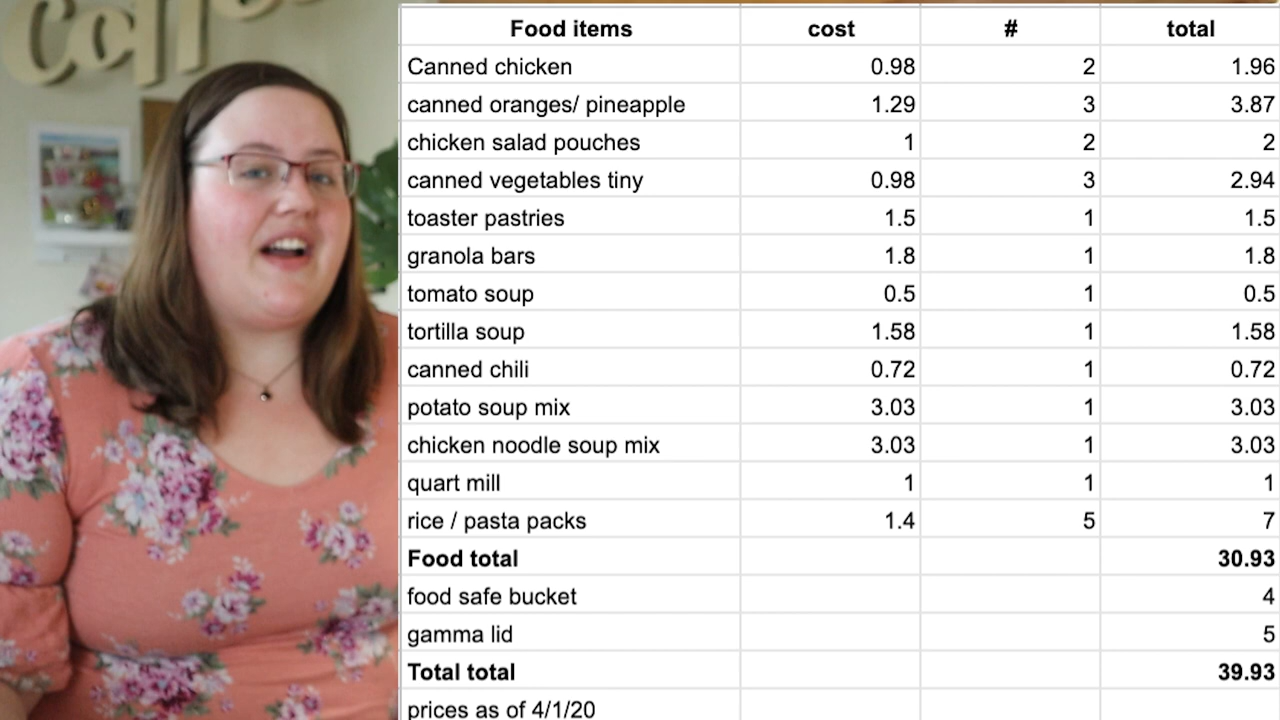 Coffee
Food items cost # total
Canned chicken 0.98 2 1.96
canned oranges/ pineapple 1.29 3 3.87
chicken salad pouches 1 2 2
canned vegetables tiny 0.98 3 2.94
toaster pastries 1.5 1 1.5
granola bars 1.8 1 1.8
tomato soup 0.5 1 0.5
tortilla soup 1.58 1 1.58
canned chili 0.72 1 0.72
potato soup mix 3.03 1 3.03
chicken noodle soup mix 3.03 1 3.03
quart mill 1 1 1
rice / pasta packs 1.4 5 7
Food total 30.93
food safe bucket 4
gamma lid 5
Total total 39.93
prices as of 4/1/20